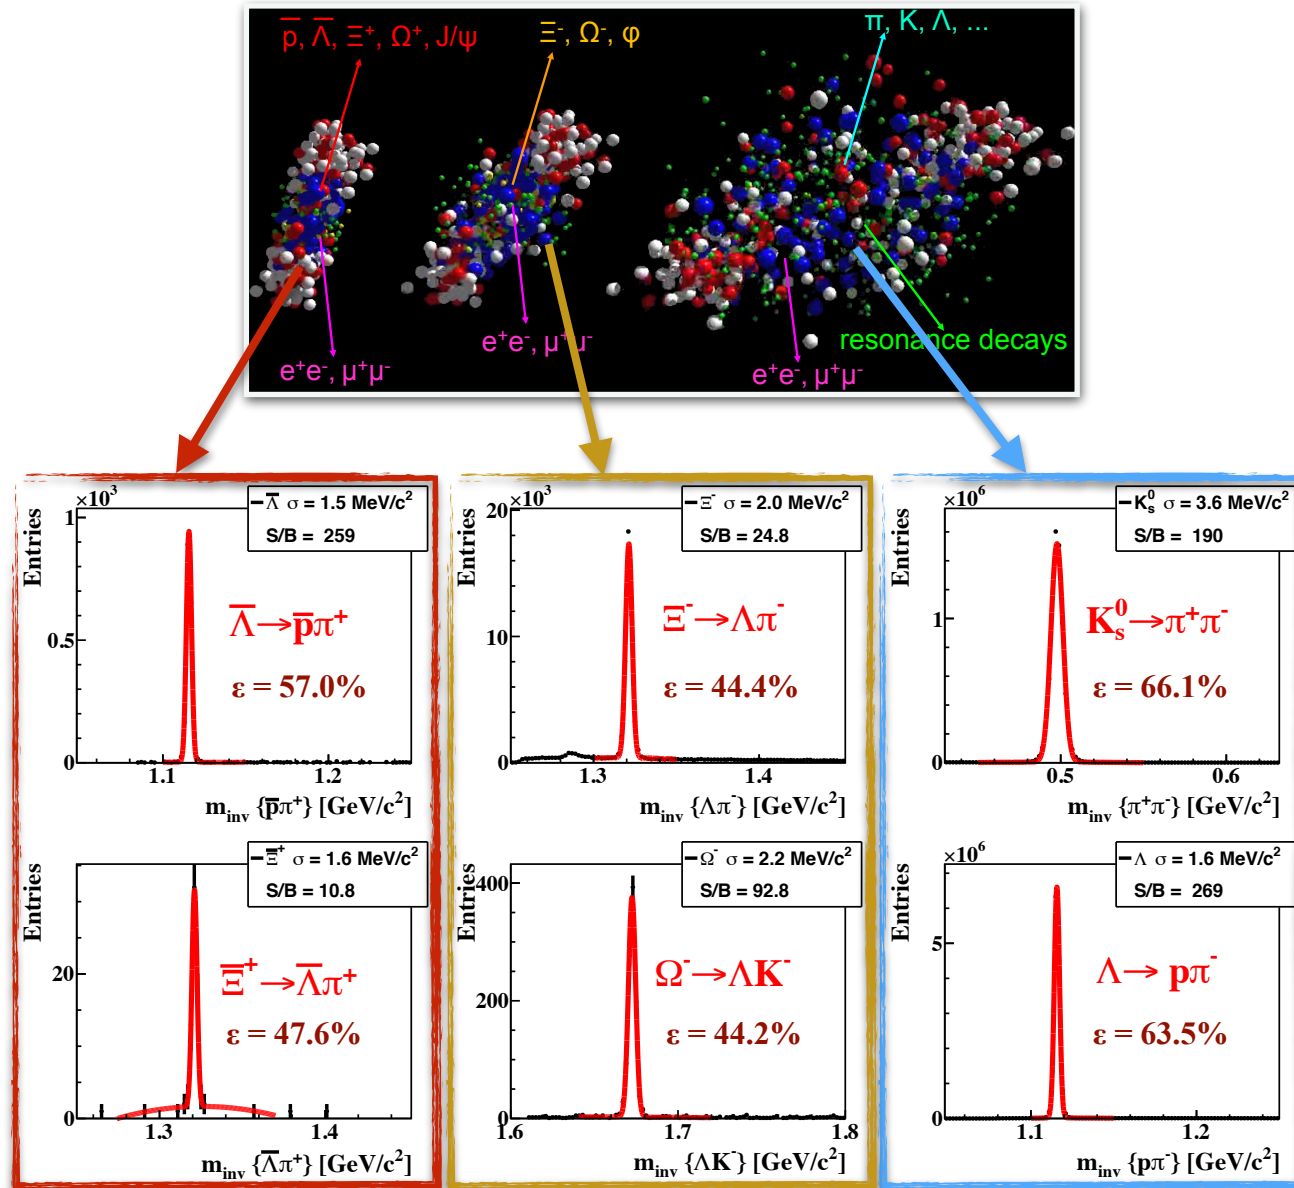 p̅, Λ̅, Ξ⁺, Ω⁺, J/ψ
Ξ⁻, Ω⁻, φ
π, K, Λ, ...
e⁺e⁻, μ⁺μ⁻
e⁺e⁻, μ⁺μ⁻
e⁺e⁻, μ⁺μ⁻
resonance decays
×10³
Λ̅ σ = 1.5 MeV/c²
S/B = 259
Entries
1
0.5
0
Λ̅→p̅π⁺
ε = 57.0%
1.1
1.2
m_inv {p̅π⁺} [GeV/c²]
×10³
Ξ⁻ σ = 2.0 MeV/c²
S/B = 24.8
Entries
20
10
0
Ξ⁻→Λπ⁻
ε = 44.4%
1.3
1.4
m_inv {Λπ⁻} [GeV/c²]
×10⁶
K⁰_s σ = 3.6 MeV/c²
S/B = 190
Entries
1
0
K⁰_s→π⁺π⁻
ε = 66.1%
0.5
0.6
m_inv {π⁺π⁻} [GeV/c²]
Ξ̅⁺ σ = 1.6 MeV/c²
S/B = 10.8
Entries
20
0
Ξ̅⁺→Λ̅π⁺
ε = 47.6%
1.3
1.4
m_inv {Λ̅π⁺} [GeV/c²]
Ω⁻ σ = 2.2 MeV/c²
S/B = 92.8
Entries
400
200
0
Ω⁻→ΛK⁻
ε = 44.2%
1.6
1.7
1.8
m_inv {ΛK⁻} [GeV/c²]
×10⁶
Λ σ = 1.6 MeV/c²
S/B = 269
Entries
5
0
Λ→ pπ⁻
ε = 63.5%
1.1
1.2
m_inv {pπ⁻} [GeV/c²]